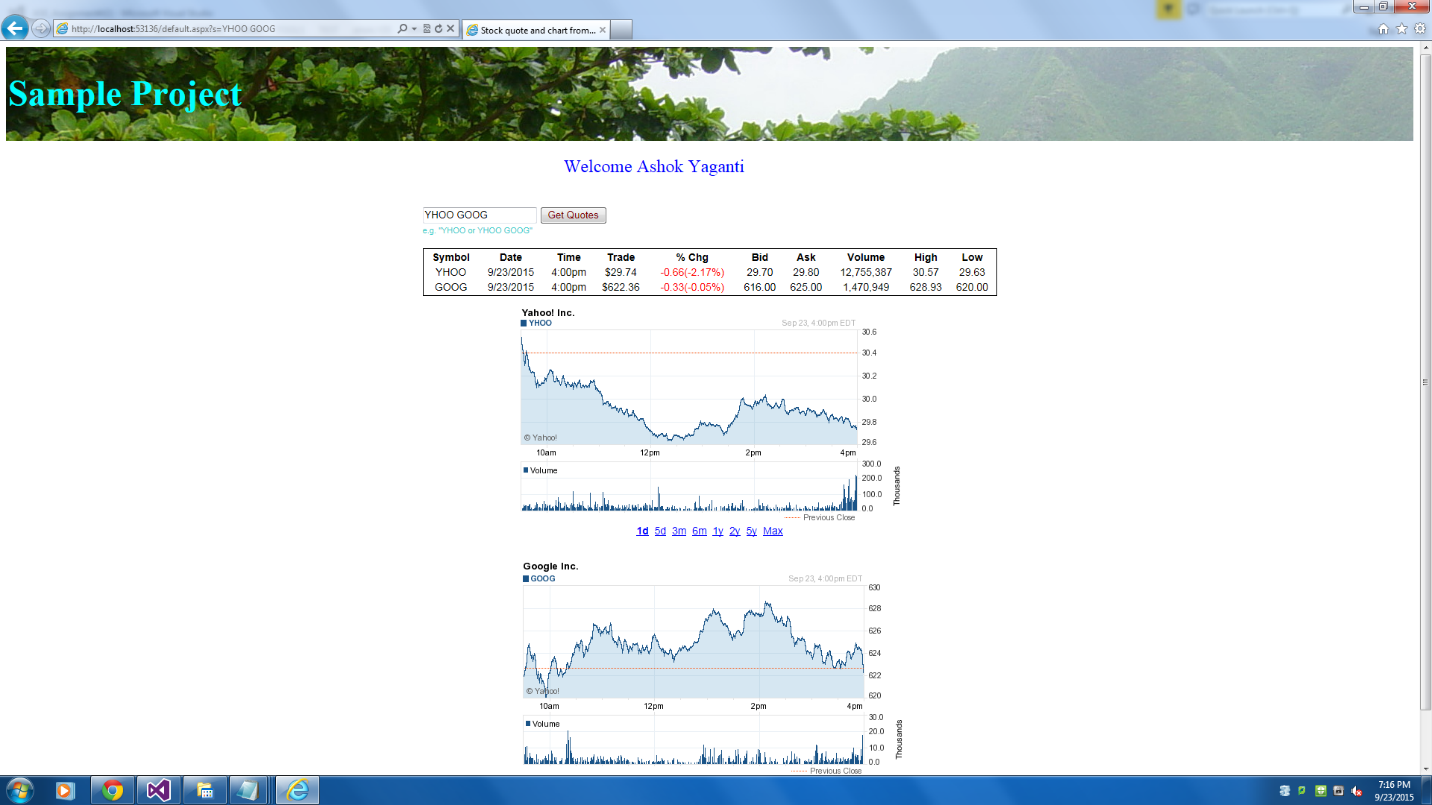 http://localhost:53136/default.aspx?s=YHOO GOOG
Stock quote and chart from...
Sample Project
Welcome Ashok Yaganti
YHOO GOOG Get Quotes
e.g. "YHOO or YHOO GOOG"
Symbol Date Time Trade % Chg Bid Ask Volume High Low
YHOO 9/23/2015 4:00pm $29.74 -0.66(-2.17%) 29.70 29.80 12,755,387 30.57 29.63
GOOG 9/23/2015 4:00pm $622.36 -0.33(-0.05%) 616.00 625.00 1,470,949 628.93 620.00
Yahoo! Inc.
YHOO Sep 23, 4:00pm EDT
30.6
30.4
30.2
30.0
29.8
29.6
© Yahoo!
10am 12pm 2pm 4pm
Volume
300.0
200.0
100.0
0.0
Thousands
Previous Close
1d 5d 3m 6m 1y 2y 5y Max
Google Inc.
GOOG Sep 23, 4:00pm EDT
630
628
626
624
622
620
© Yahoo!
10am 12pm 2pm 4pm
Volume
30.0
20.0
10.0
0.0
Thousands
Previous Close
7:16 PM
9/23/2015